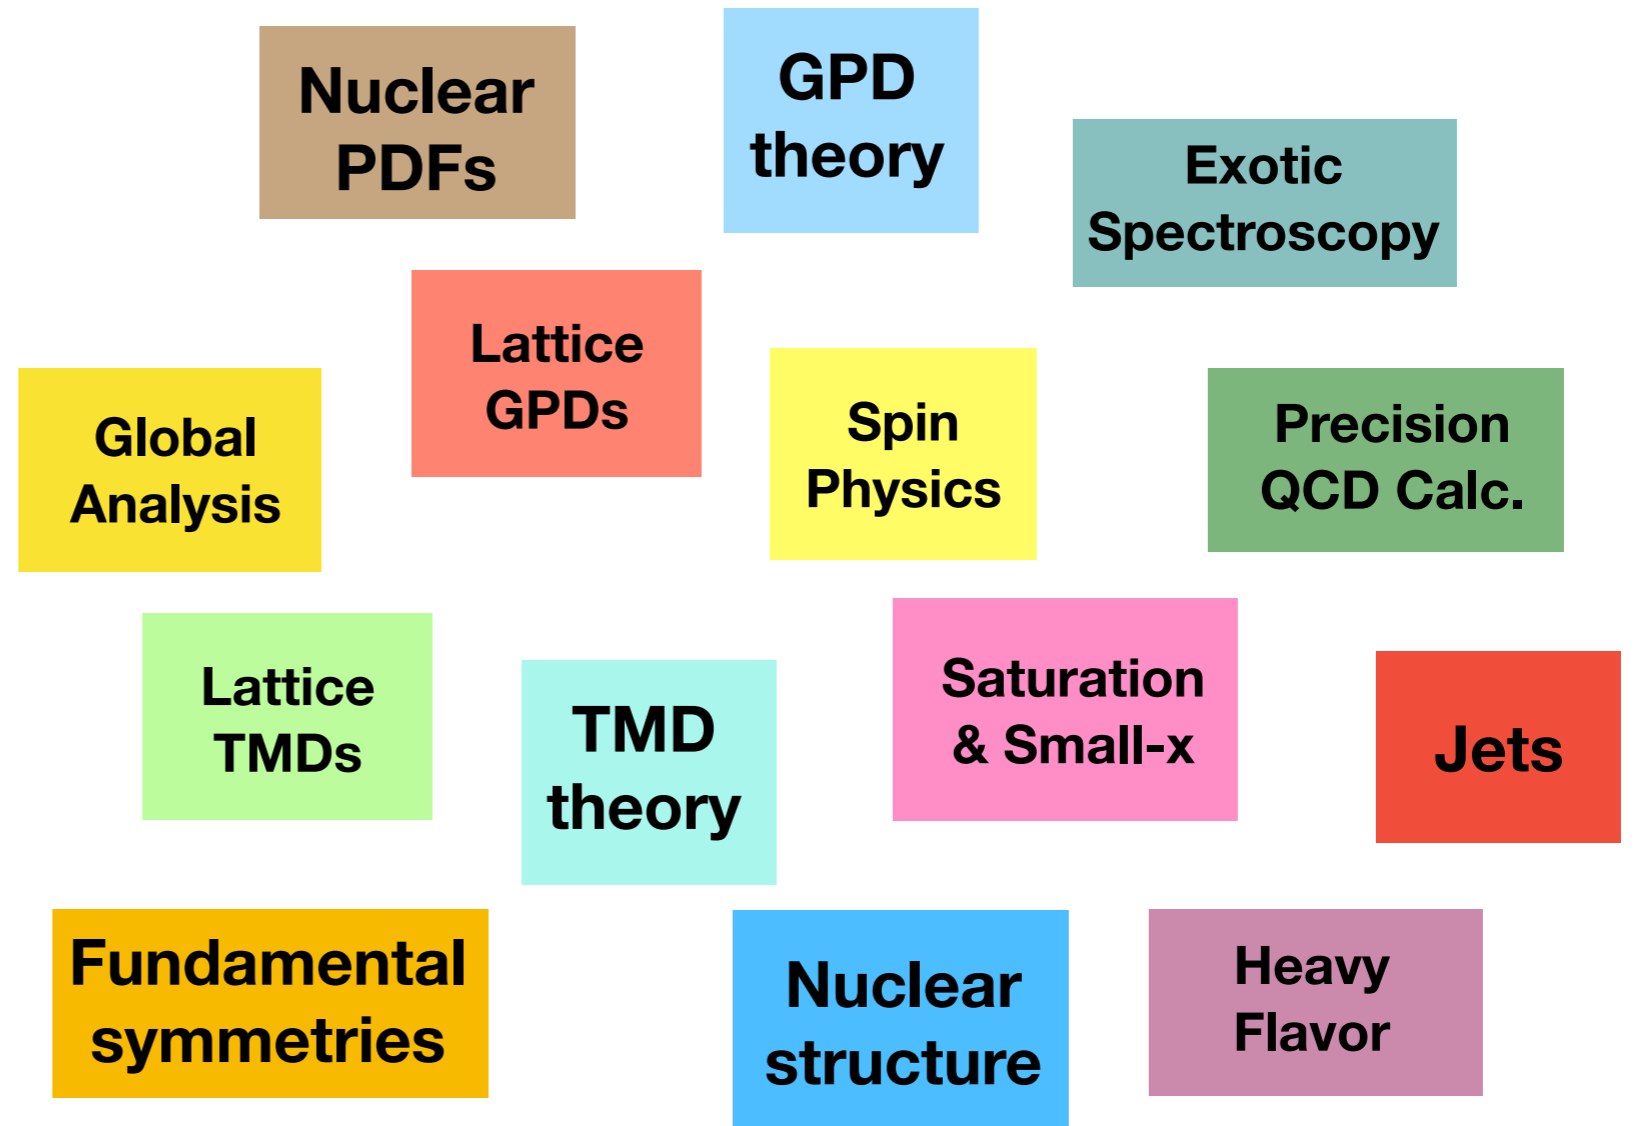 Nuclear
PDFs
GPD
theory
Exotic
Spectroscopy
Lattice
GPDs
Global
Analysis
Spin
Physics
Precision
QCD Calc.
Lattice
TMDs
TMD
theory
Saturation
& Small-x
Jets
Fundamental
symmetries
Nuclear
structure
Heavy
Flavor